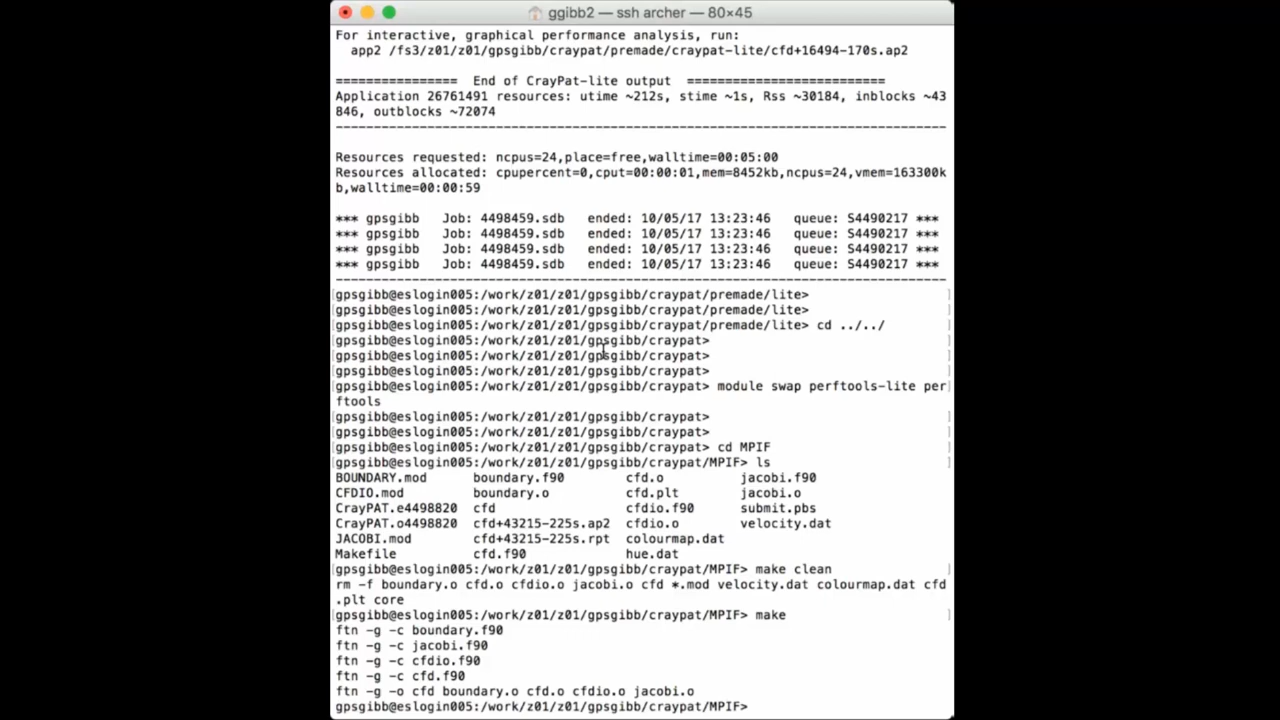 ggibb2 — ssh archer — 80×45
For interactive, graphical performance analysis, run:
app2 /fs3/z01/z01/gpsgibb/craypat/premade/craypat-lite/cfd+16494-170s.ap2
================ End of CrayPat-lite output ==========================
Application 26761491 resources: utime ~212s, stime ~1s, Rss ~30184, inblocks ~43
846, outblocks ~72074
--------------------------------------------------------------------------------
Resources requested: ncpus=24,place=free,walltime=00:05:00
Resources allocated: cpupercent=0,cput=00:00:01,mem=8452kb,ncpus=24,vmem=163300k
b,walltime=00:00:59
*** gpsgibb Job: 4498459.sdb ended: 10/05/17 13:23:46 queue: S4490217 ***
*** gpsgibb Job: 4498459.sdb ended: 10/05/17 13:23:46 queue: S4490217 ***
*** gpsgibb Job: 4498459.sdb ended: 10/05/17 13:23:46 queue: S4490217 ***
*** gpsgibb Job: 4498459.sdb ended: 10/05/17 13:23:46 queue: S4490217 ***
--------------------------------------------------------------------------------
[gpsgibb@eslogin005:/work/z01/z01/gpsgibb/craypat/premade/lite> ]
[gpsgibb@eslogin005:/work/z01/z01/gpsgibb/craypat/premade/lite> ]
[gpsgibb@eslogin005:/work/z01/z01/gpsgibb/craypat/premade/lite> cd ../../ ]
[gpsgibb@eslogin005:/work/z01/z01/gpsgibb/craypat> ]
[gpsgibb@eslogin005:/work/z01/z01/gpsgibb/craypat> ]
[gpsgibb@eslogin005:/work/z01/z01/gpsgibb/craypat> ]
[gpsgibb@eslogin005:/work/z01/z01/gpsgibb/craypat> module swap perftools-lite per]
ftools
[gpsgibb@eslogin005:/work/z01/z01/gpsgibb/craypat> ]
[gpsgibb@eslogin005:/work/z01/z01/gpsgibb/craypat> ]
[gpsgibb@eslogin005:/work/z01/z01/gpsgibb/craypat> cd MPIF ]
[gpsgibb@eslogin005:/work/z01/z01/gpsgibb/craypat/MPIF> ls ]
BOUNDARY.mod boundary.f90 cfd.o jacobi.f90
CFDIO.mod boundary.o cfd.plt jacobi.o
CrayPAT.e4498820 cfd cfdio.f90 submit.pbs
CrayPAT.o4498820 cfd+43215-225s.ap2 cfdio.o velocity.dat
JACOBI.mod cfd+43215-225s.rpt colourmap.dat
Makefile cfd.f90 hue.dat
[gpsgibb@eslogin005:/work/z01/z01/gpsgibb/craypat/MPIF> make clean ]
rm -f boundary.o cfd.o cfdio.o jacobi.o cfd *.mod velocity.dat colourmap.dat cfd
.plt core
[gpsgibb@eslogin005:/work/z01/z01/gpsgibb/craypat/MPIF> make ]
ftn -g -c boundary.f90
ftn -g -c jacobi.f90
ftn -g -c cfdio.f90
ftn -g -c cfd.f90
ftn -g -o cfd boundary.o cfd.o cfdio.o jacobi.o
gpsgibb@eslogin005:/work/z01/z01/gpsgibb/craypat/MPIF>